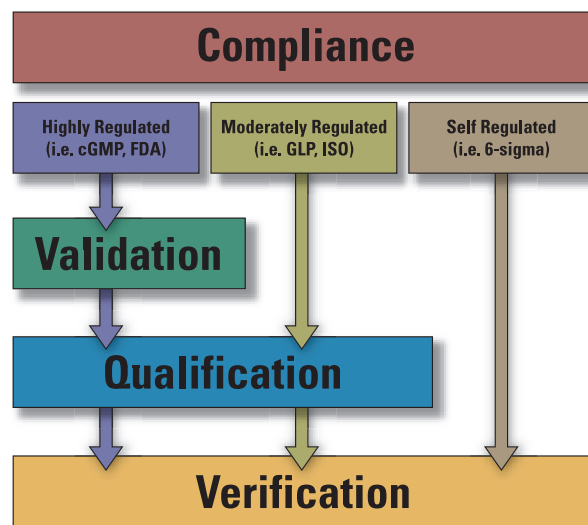 Compliance
Highly Regulated
(i.e. cGMP, FDA)
Moderately Regulated
(i.e. GLP, ISO)
Self Regulated
(i.e. 6-sigma)
Validation
Qualification
Verification